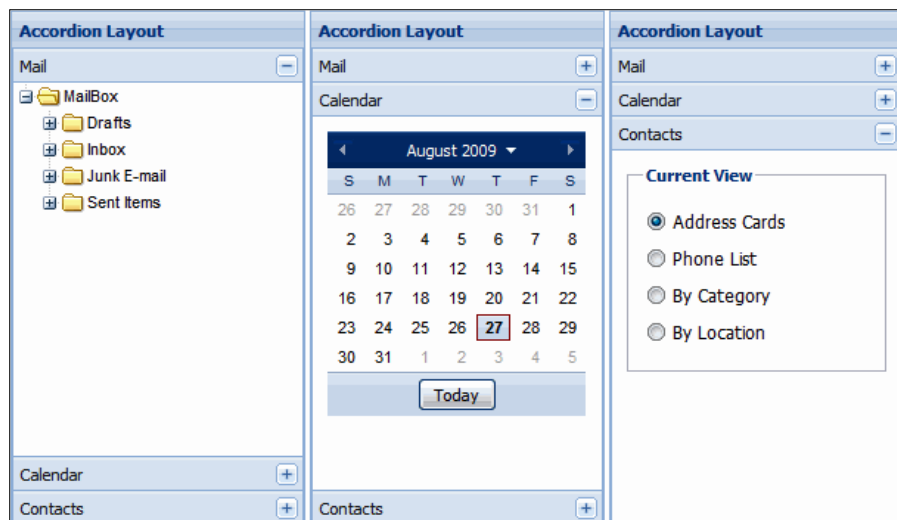 Accordion Layout
Mail
MailBox
Drafts
Inbox
Junk E-mail
Sent Items
Calendar
Contacts
Accordion Layout
Mail
Calendar
August 2009
S M T W T F S
26 27 28 29 30 31 1
2 3 4 5 6 7 8
9 10 11 12 13 14 15
16 17 18 19 20 21 22
23 24 25 26 27 28 29
30 31 1 2 3 4 5
Today
Contacts
Accordion Layout
Mail
Calendar
Contacts
Current View
Address Cards
Phone List
By Category
By Location